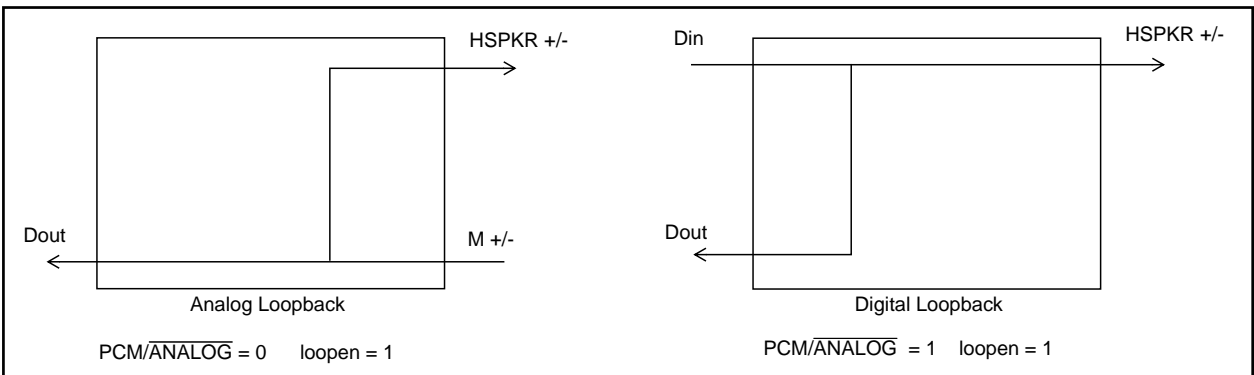 HSPKR +/-
Dout
M +/-
Analog Loopback
PCM/ANALOG = 0 loopen = 1
Din
HSPKR +/-
Dout
Digital Loopback
PCM/ANALOG = 1 loopen = 1